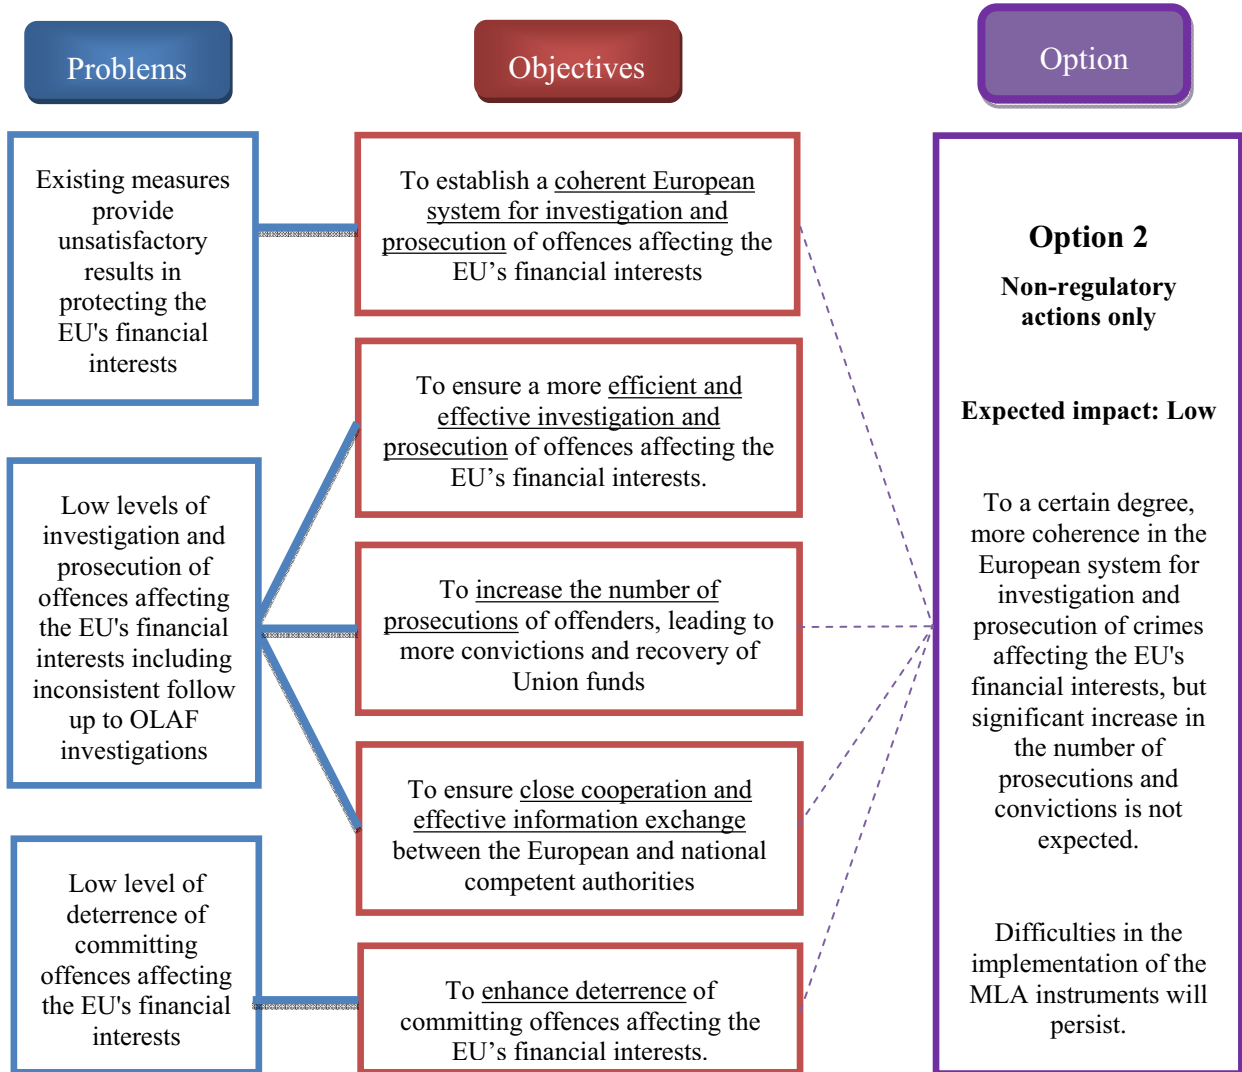 Problems
Objectives
Option
Existing measures
provide
unsatisfactory
results in
protecting the
EU's financial
interests
Low levels of
investigation and
prosecution of
offences affecting
the EU's financial
interests including
inconsistent follow
up to OLAF
investigations
Low level of
deterrence of
committing
offences affecting
the EU's financial
interests
To establish a coherent European
system for investigation and
prosecution of offences affecting the
EU’s financial interests
To ensure a more efficient and
effective investigation and
prosecution of offences affecting the
EU’s financial interests.
To increase the number of
prosecutions of offenders, leading to
more convictions and recovery of
Union funds
To ensure close cooperation and
effective information exchange
between the European and national
competent authorities
To enhance deterrence of
committing offences affecting the
EU’s financial interests.
Option 2
Non-regulatory
actions only
Expected impact: Low
To a certain degree,
more coherence in the
European system for
investigation and
prosecution of crimes
affecting the EU's
financial interests, but
significant increase in
the number of
prosecutions and
convictions is not
expected.
Difficulties in the
implementation of the
MLA instruments will
persist.